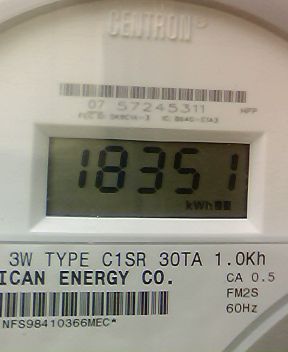 CENTRON
07 57245311
18351
kWh
3W TYPE C1SR 30TA 1.0Kh
ICAN ENERGY CO.
CA 0.5
FM2S
60Hz
NFS98410366MEC*